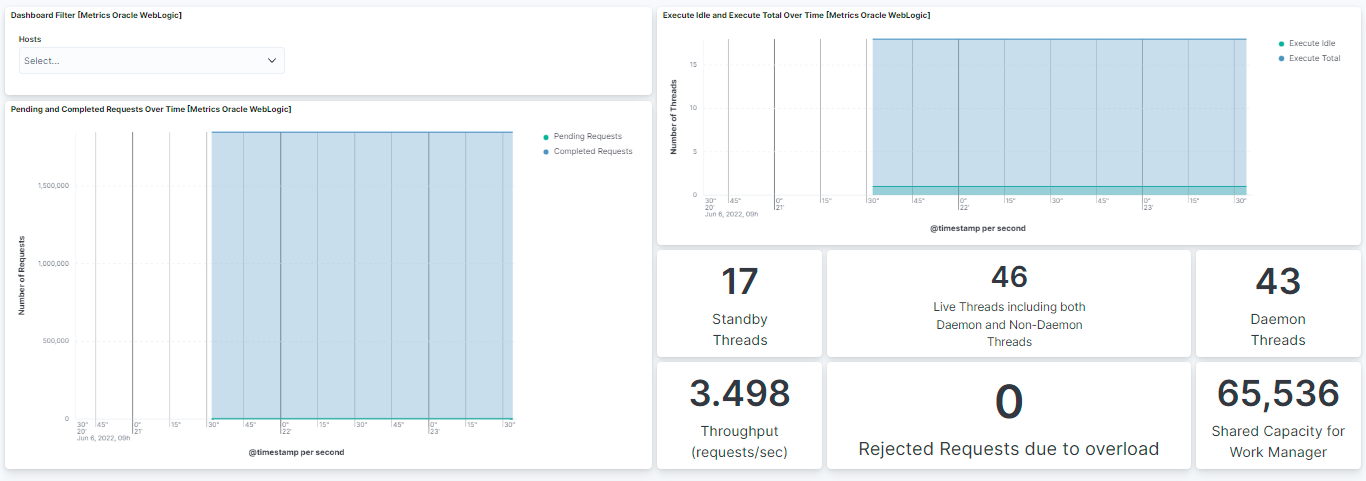 Dashboard Filter [Metrics Oracle WebLogic]
Hosts
Select...
Pending and Completed Requests Over Time [Metrics Oracle WebLogic]
Number of Requests
1,500,000
1,000,000
500,000
0
30" 45" 0" 15" 30" 45" 0" 15" 30" 45" 0" 15" 30"
20' 21' 22' 23'
Jun 6, 2022, 09h
@timestamp per second
Pending Requests
Completed Requests
Execute Idle and Execute Total Over Time [Metrics Oracle WebLogic]
Number of Threads
15
10
5
0
30" 45" 0" 15" 30" 45" 0" 15" 30" 45" 0" 15" 30"
20' 21' 22' 23'
Jun 6, 2022, 09h
@timestamp per second
Execute Idle
Execute Total
17
Standby
Threads
46
Live Threads including both
Daemon and Non-Daemon
Threads
43
Daemon
Threads
3.498
Throughput
(requests/sec)
0
Rejected Requests due to overload
65,536
Shared Capacity for
Work Manager